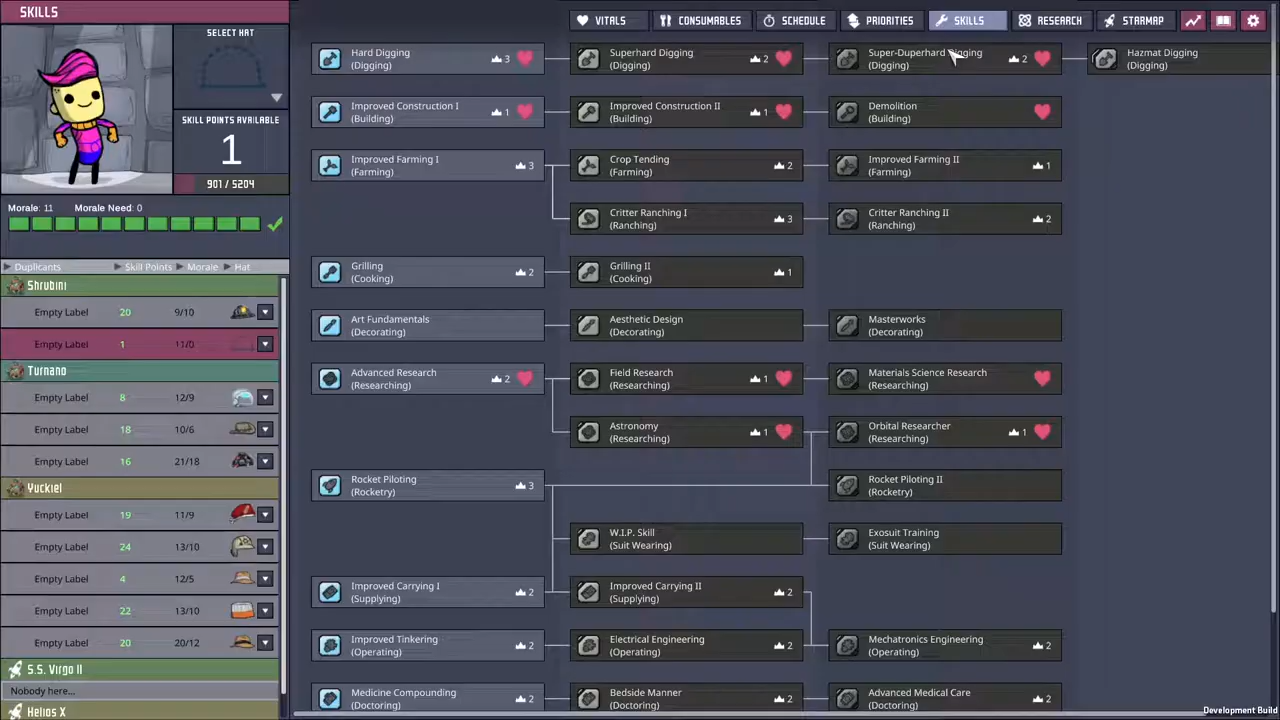 SKILLS
VITALS
CONSUMABLES
SCHEDULE
PRIORITIES
SKILLS
RESEARCH
STARMAP
SELECT HAT
SKILL POINTS AVAILABLE
1
901 / 5204
Morale: 11 Morale Need: 0
Duplicants Skill Points Morale Hat
Shrubini
Empty Label 20 9/10
Empty Label 1 11/0
Turnano
Empty Label 8 12/9
Empty Label 18 10/6
Empty Label 16 21/18
Yuckiel
Empty Label 19 11/9
Empty Label 24 13/10
Empty Label 4 12/5
Empty Label 22 13/10
Empty Label 20 20/12
S.S. Virgo II
Nobody here...
Helios X
Hard Digging
(Digging)
3
Superhard Digging
(Digging)
2
Super-Duperhard Digging
(Digging)
2
Hazmat Digging
(Digging)
Improved Construction I
(Building)
1
Improved Construction II
(Building)
1
Demolition
(Building)
Improved Farming I
(Farming)
3
Crop Tending
(Farming)
2
Improved Farming II
(Farming)
1
Critter Ranching I
(Ranching)
3
Critter Ranching II
(Ranching)
2
Grilling
(Cooking)
2
Grilling II
(Cooking)
1
Art Fundamentals
(Decorating)
Aesthetic Design
(Decorating)
Masterworks
(Decorating)
Advanced Research
(Researching)
2
Field Research
(Researching)
1
Materials Science Research
(Researching)
Astronomy
(Researching)
1
Orbital Researcher
(Researching)
1
Rocket Piloting
(Rocketry)
3
Rocket Piloting II
(Rocketry)
W.I.P. Skill
(Suit Wearing)
Exosuit Training
(Suit Wearing)
Improved Carrying I
(Supplying)
2
Improved Carrying II
(Supplying)
2
Improved Tinkering
(Operating)
2
Electrical Engineering
(Operating)
2
Mechatronics Engineering
(Operating)
2
Medicine Compounding
(Doctoring)
2
Bedside Manner
(Doctoring)
2
Advanced Medical Care
(Doctoring)
2
Development Build